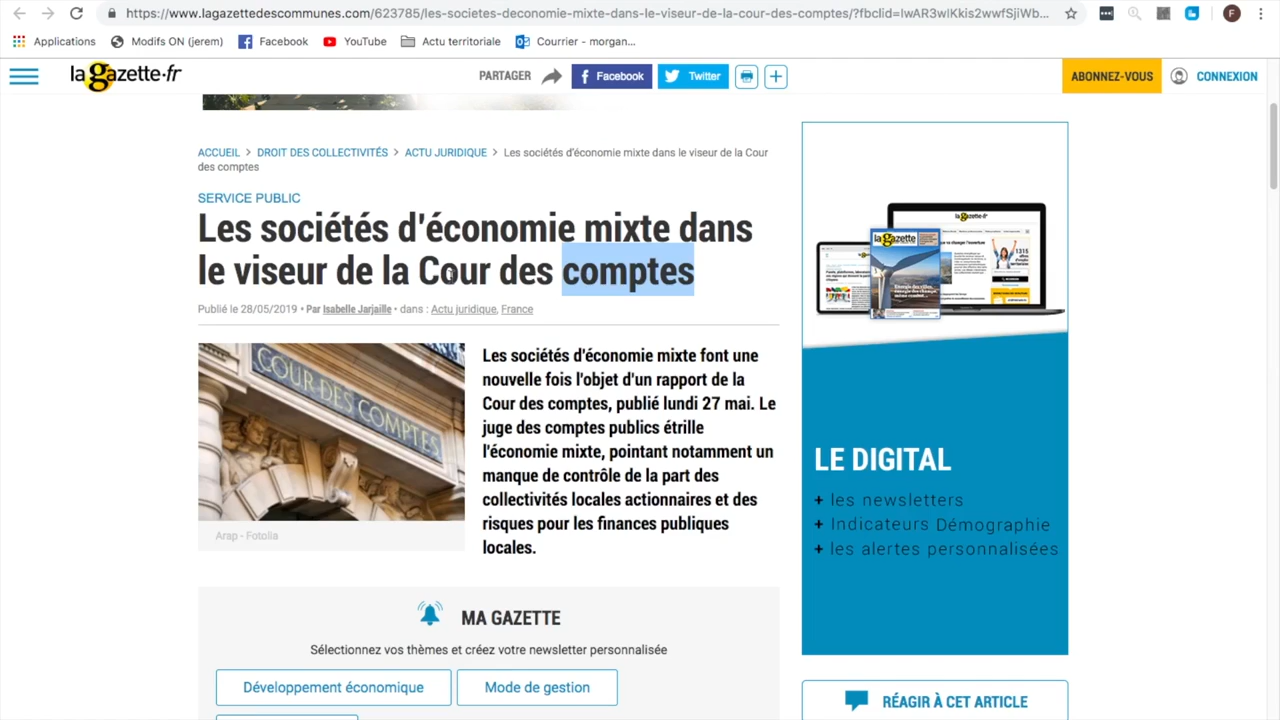 https://www.lagazettedescommunes.com/623785/les-societes-deconomie-mixte-dans-le-viseur-de-la-cour-des-comptes/?fbclid=IwAR3wIKkis2wwfSjiWb...
F
Applications
Modifs ON (jerem)
Facebook
YouTube
Actu territoriale
Courrier - morgan...
la gazette.fr
PARTAGER
Facebook
Twitter
ABONNEZ-VOUS
CONNEXION
ACCUEIL > DROIT DES COLLECTIVITÉS > ACTU JURIDIQUE > Les sociétés d'économie mixte dans le viseur de la Cour
des comptes
SERVICE PUBLIC
Les sociétés d'économie mixte dans
le viseur de la Cour des comptes
Publié le 28/05/2019 • Par Isabelle Jarjaille • dans : Actu juridique, France
COUR DES COMPTES
Arap - Fotolia
Les sociétés d'économie mixte font une
nouvelle fois l'objet d'un rapport de la
Cour des comptes, publié lundi 27 mai. Le
juge des comptes publics étrille
l'économie mixte, pointant notamment un
manque de contrôle de la part des
collectivités locales actionnaires et des
risques pour les finances publiques
locales.
MA GAZETTE
Sélectionnez vos thèmes et créez votre newsletter personnalisée
Développement économique
Mode de gestion
la gazette.fr
la gazette
1315
LE DIGITAL
+ les newsletters
+ Indicateurs Démographie
+ les alertes personnalisées
RÉAGIR À CET ARTICLE